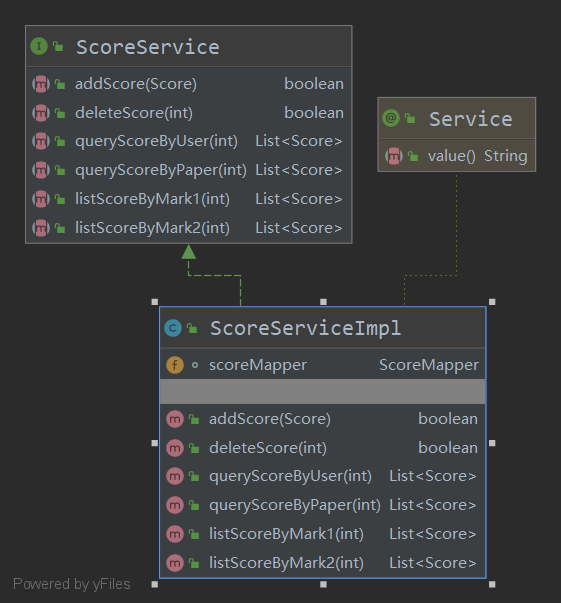 I ScoreService
m addScore(Score) boolean
m deleteScore(int) boolean
m queryScoreByUser(int) List<Score>
m queryScoreByPaper(int) List<Score>
m listScoreByMark1(int) List<Score>
m listScoreByMark2(int) List<Score>
@ Service
m value() String
C ScoreServiceImpl
f scoreMapper ScoreMapper
m addScore(Score) boolean
m deleteScore(int) boolean
m queryScoreByUser(int) List<Score>
m queryScoreByPaper(int) List<Score>
m listScoreByMark1(int) List<Score>
m listScoreByMark2(int) List<Score>
Powered by yFiles